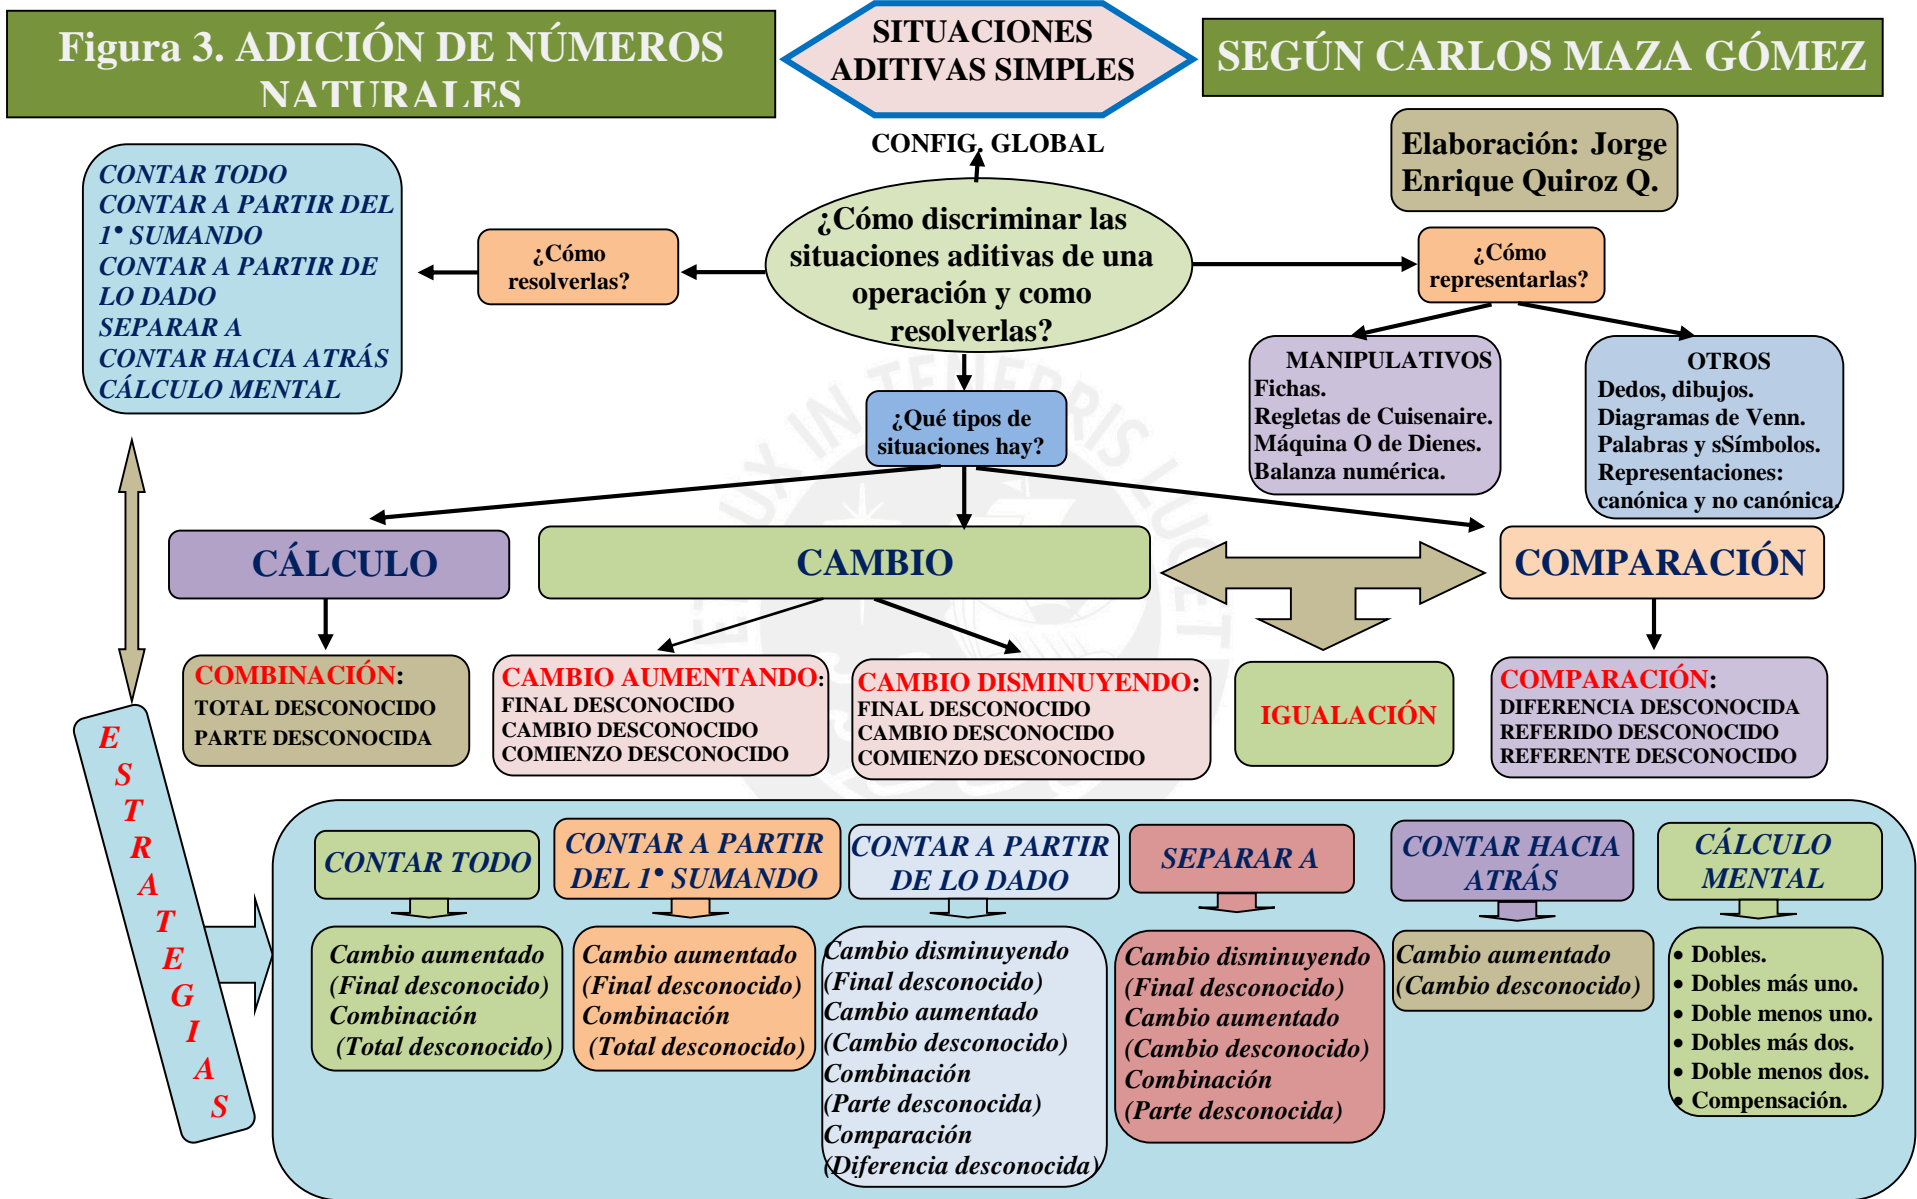 Figura 3. ADICIÓN DE NÚMEROS
NATURALES
SITUACIONES
ADITIVAS SIMPLES
SEGÚN CARLOS MAZA GÓMEZ
CONFIG. GLOBAL
Elaboración: Jorge
Enrique Quiroz Q.
CONTAR TODO
CONTAR A PARTIR DEL
1° SUMANDO
CONTAR A PARTIR DE
LO DADO
SEPARAR A
CONTAR HACIA ATRÁS
CÁLCULO MENTAL
¿Cómo
resolverlas?
¿Cómo discriminar las
situaciones aditivas de una
operación y como
resolverlas?
¿Cómo
representarlas?
MANIPULATIVOS
Fichas.
Regletas de Cuisenaire.
Máquina O de Dienes.
Balanza numérica.
OTROS
Dedos, dibujos.
Diagramas de Venn.
Palabras y sSímbolos.
Representaciones:
canónica y no canónica.
¿Qué tipos de
situaciones hay?
CÁLCULO
CAMBIO
COMPARACIÓN
COMBINACIÓN:
TOTAL DESCONOCIDO
PARTE DESCONOCIDA
CAMBIO AUMENTANDO:
FINAL DESCONOCIDO
CAMBIO DESCONOCIDO
COMIENZO DESCONOCIDO
CAMBIO DISMINUYENDO:
FINAL DESCONOCIDO
CAMBIO DESCONOCIDO
COMIENZO DESCONOCIDO
IGUALACIÓN
COMPARACIÓN:
DIFERENCIA DESCONOCIDA
REFERIDO DESCONOCIDO
REFERENTE DESCONOCIDO
ESTRATEGIAS
CONTAR TODO
Cambio aumentado
(Final desconocido)
Combinación
(Total desconocido)
CONTAR A PARTIR
DEL 1° SUMANDO
Cambio aumentado
(Final desconocido)
Combinación
(Total desconocido)
CONTAR A PARTIR
DE LO DADO
Cambio disminuyendo
(Final desconocido)
Cambio aumentado
(Cambio desconocido)
Combinación
(Parte desconocida)
Comparación
(Diferencia desconocida)
SEPARAR A
Cambio disminuyendo
(Final desconocido)
Cambio aumentado
(Cambio desconocido)
Combinación
(Parte desconocida)
CONTAR HACIA
ATRÁS
Cambio aumentado
(Cambio desconocido)
CÁLCULO
MENTAL
• Dobles.
• Dobles más uno.
• Doble menos uno.
• Dobles más dos.
• Doble menos dos.
• Compensación.